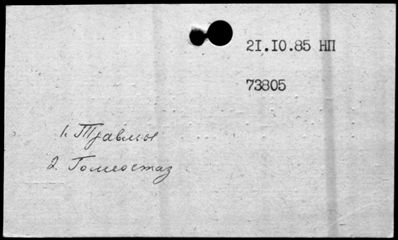 21.10.85 НП
73805
1. Травмы
2. Гомеостаз